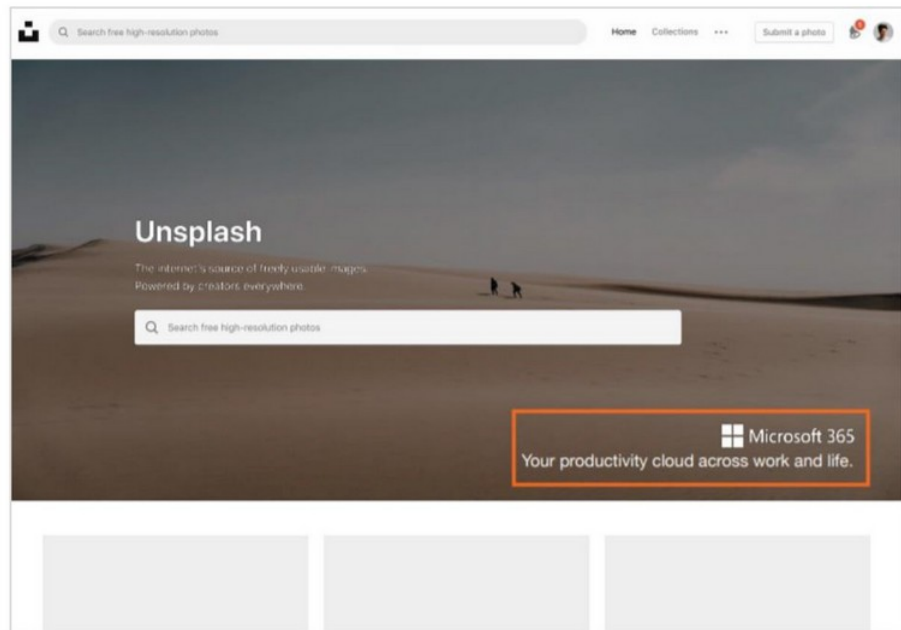 Search free high-resolution photos
Home Collections ••• Submit a photo
Unsplash
The internet's source of freely usable images.
Powered by creators everywhere.
Search free high-resolution photos
Microsoft 365
Your productivity cloud across work and life.